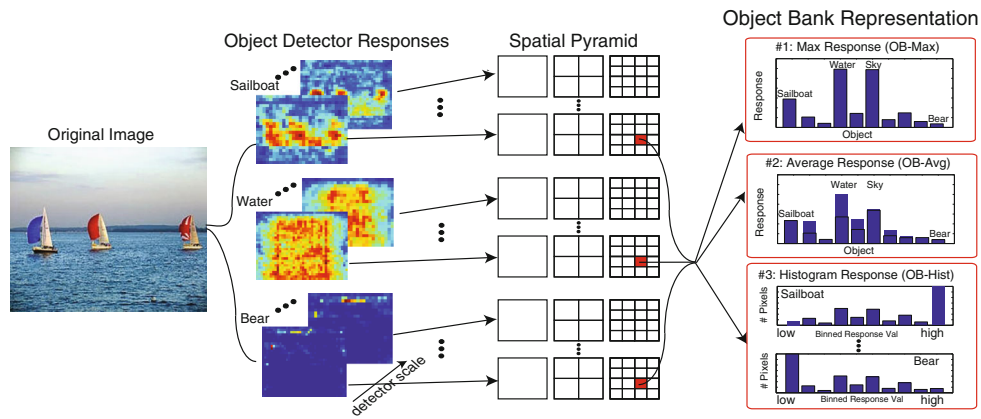 Original Image
Object Detector Responses
Sailboat
Water
Bear
detector scale
Spatial Pyramid
Object Bank Representation
#1: Max Response (OB-Max)
Response
Sailboat
Water
Sky
Bear
Object
#2: Average Response (OB-Avg)
Response
Sailboat
Water
Sky
Bear
Object
#3: Histogram Response (OB-Hist)
# Pixels
Sailboat
low
Binned Response Val
high
# Pixels
Bear
low
Binned Response Val
high